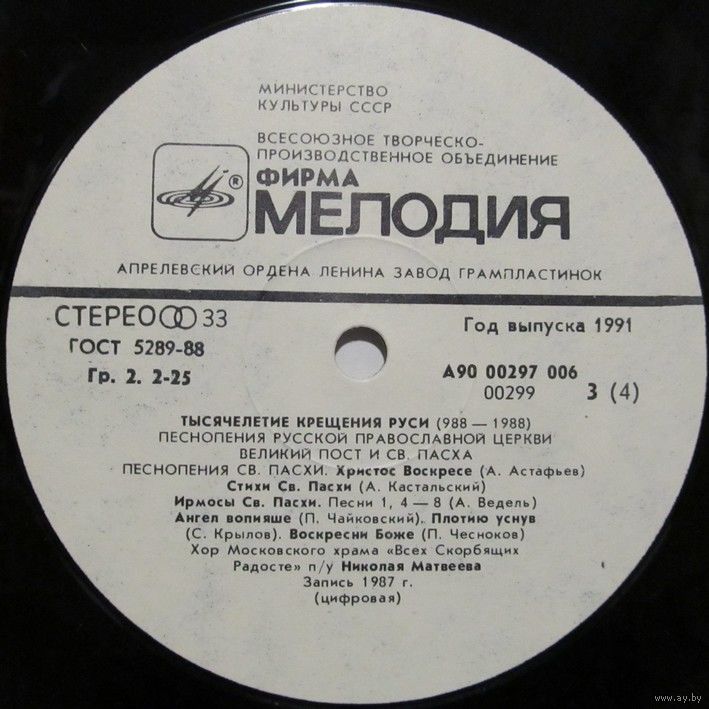 МИНИСТЕРСТВО
КУЛЬТУРЫ СССР
ВСЕСОЮЗНОЕ ТВОРЧЕСКО-
ПРОИЗВОДСТВЕННОЕ ОБЪЕДИНЕНИЕ
®
ФИРМА
МЕЛОДИЯ
АПРЕЛЕВСКИЙ ОРДЕНА ЛЕНИНА ЗАВОД ГРАМПЛАСТИНОК
СТЕРЕО 33
Год выпуска 1991
ГОСТ 5289-88
Гр. 2. 2-25
А90 00297 006
00299 3 (4)
ТЫСЯЧЕЛЕТИЕ КРЕЩЕНИЯ РУСИ (988 — 1988)
ПЕСНОПЕНИЯ РУССКОЙ ПРАВОСЛАВНОЙ ЦЕРКВИ
ВЕЛИКИЙ ПОСТ И СВ. ПАСХА
ПЕСНОПЕНИЯ СВ. ПАСХИ. Христос Воскресе (А. Астафьев)
Стихи Св. Пасхи (А. Кастальский)
Ирмосы Св. Пасхи. Песни 1, 4 — 8 (А. Ведель)
Ангел вопияше (П. Чайковский). Плотию уснув
(С. Крылов). Воскресни Боже (П. Чесноков)
Хор Московского храма «Всех Скорбящих
Радосте» п/у Николая Матвеева
Запись 1987 г.
(цифровая)
www.ay.by